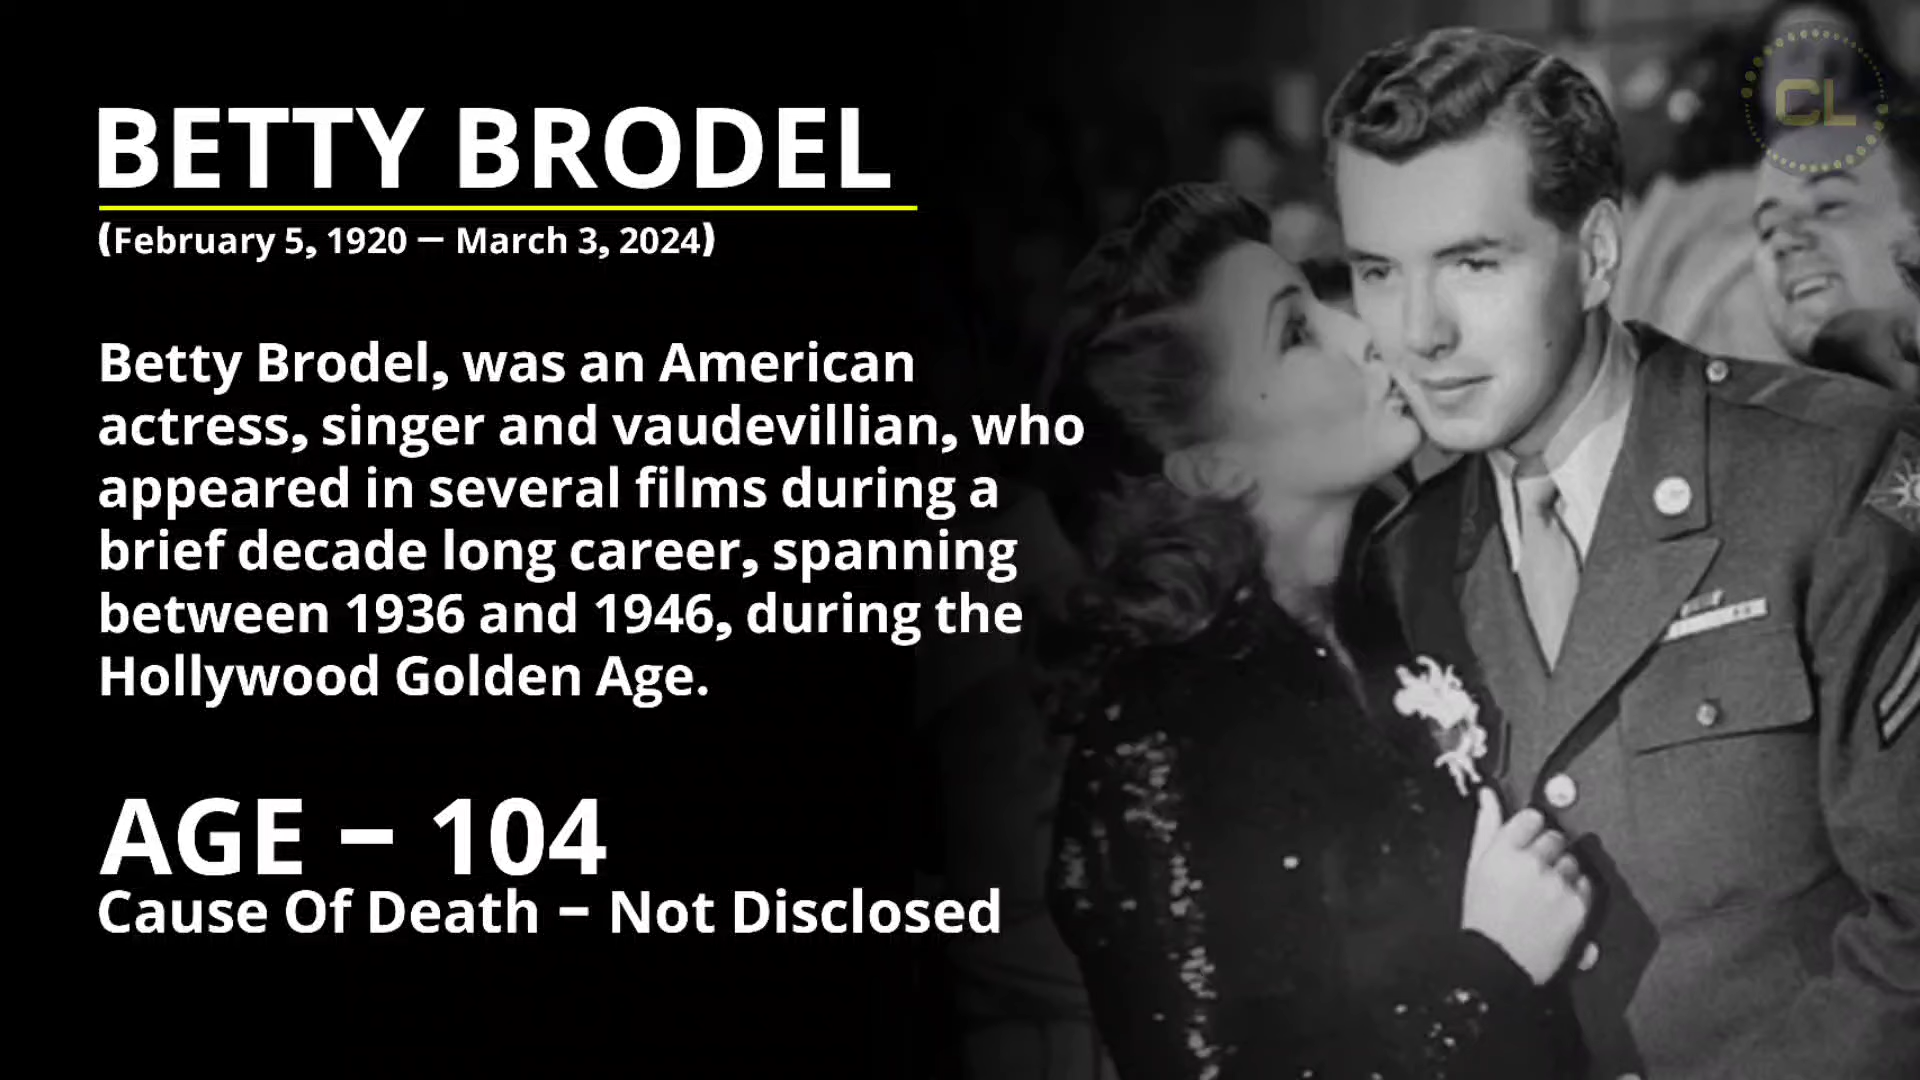 BETTY BRODEL
(February 5, 1920 – March 3, 2024)
Betty Brodel, was an American
actress, singer and vaudevillian, who
appeared in several films during a
brief decade long career, spanning
between 1936 and 1946, during the
Hollywood Golden Age.
AGE – 104
Cause Of Death – Not Disclosed
CL